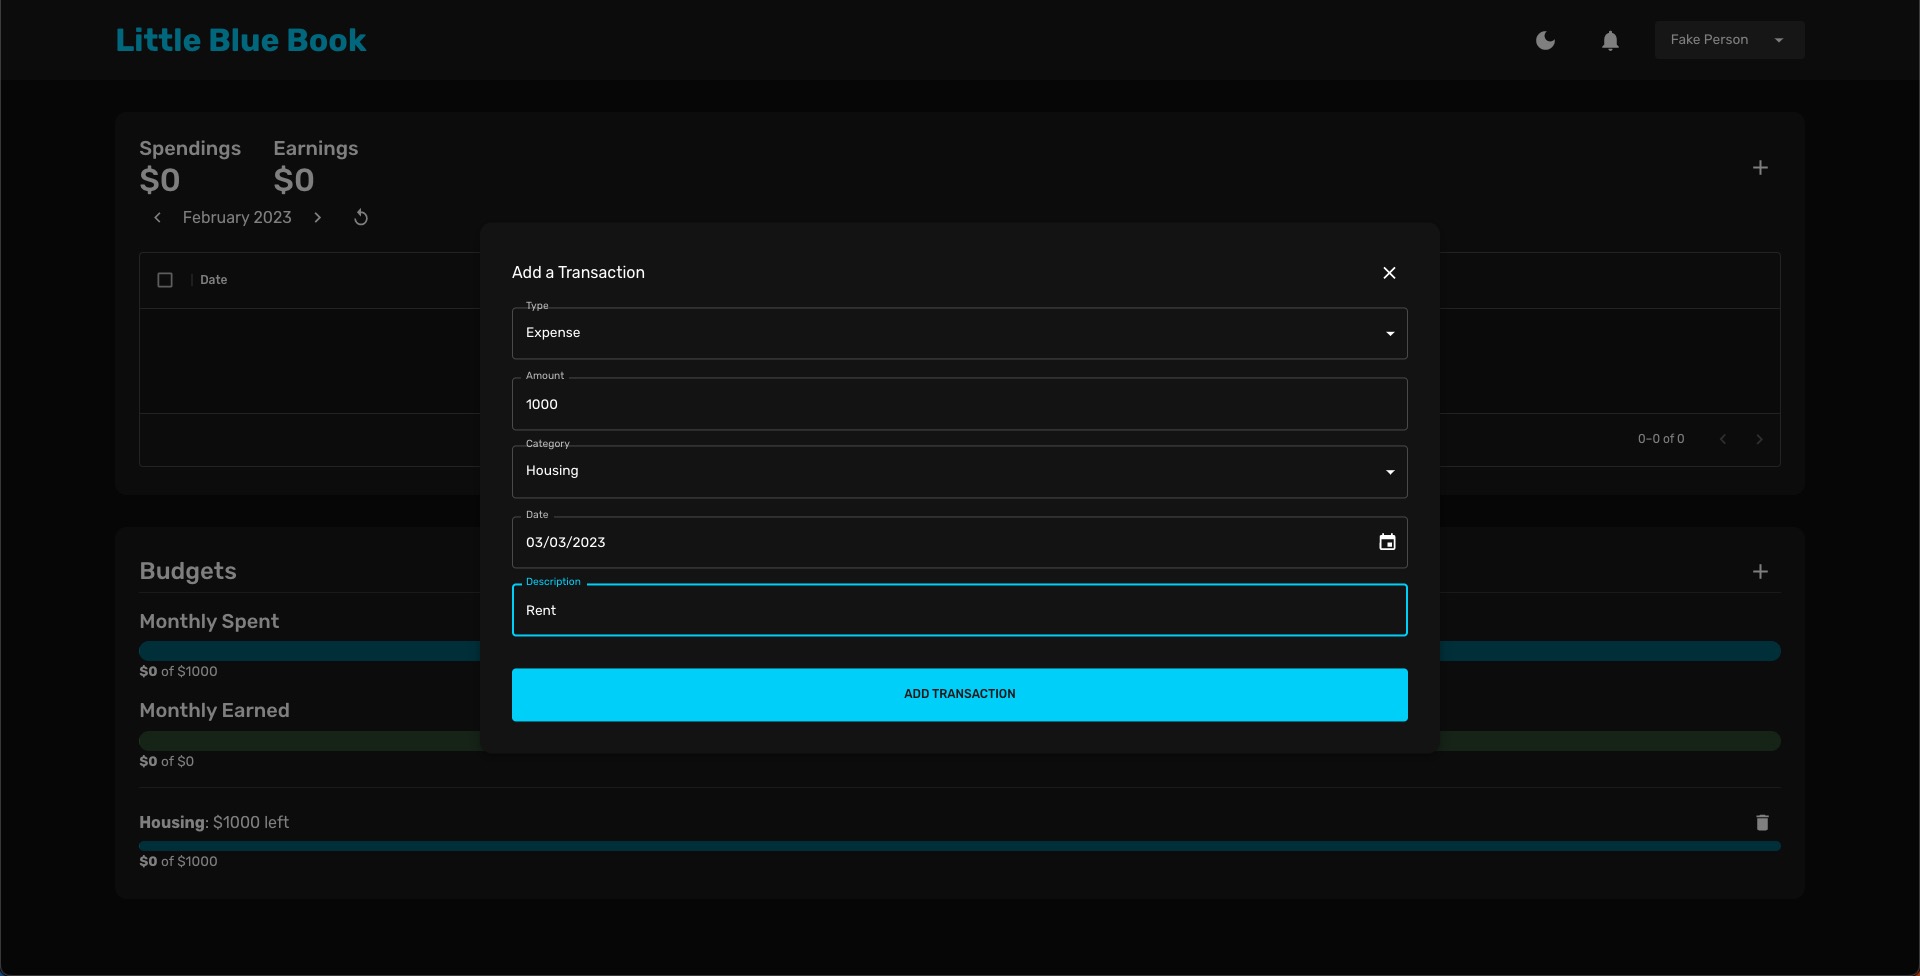 Little Blue Book
Fake Person
Spendings Earnings
$0 $0
February 2023
Date
Add a Transaction
Type
Expense
Amount
1000
Category
Housing
Date
03/03/2023
Description
Rent
ADD TRANSACTION
0–0 of 0
Budgets
Monthly Spent
$0 of $1000
Monthly Earned
$0 of $0
Housing: $1000 left
$0 of $1000